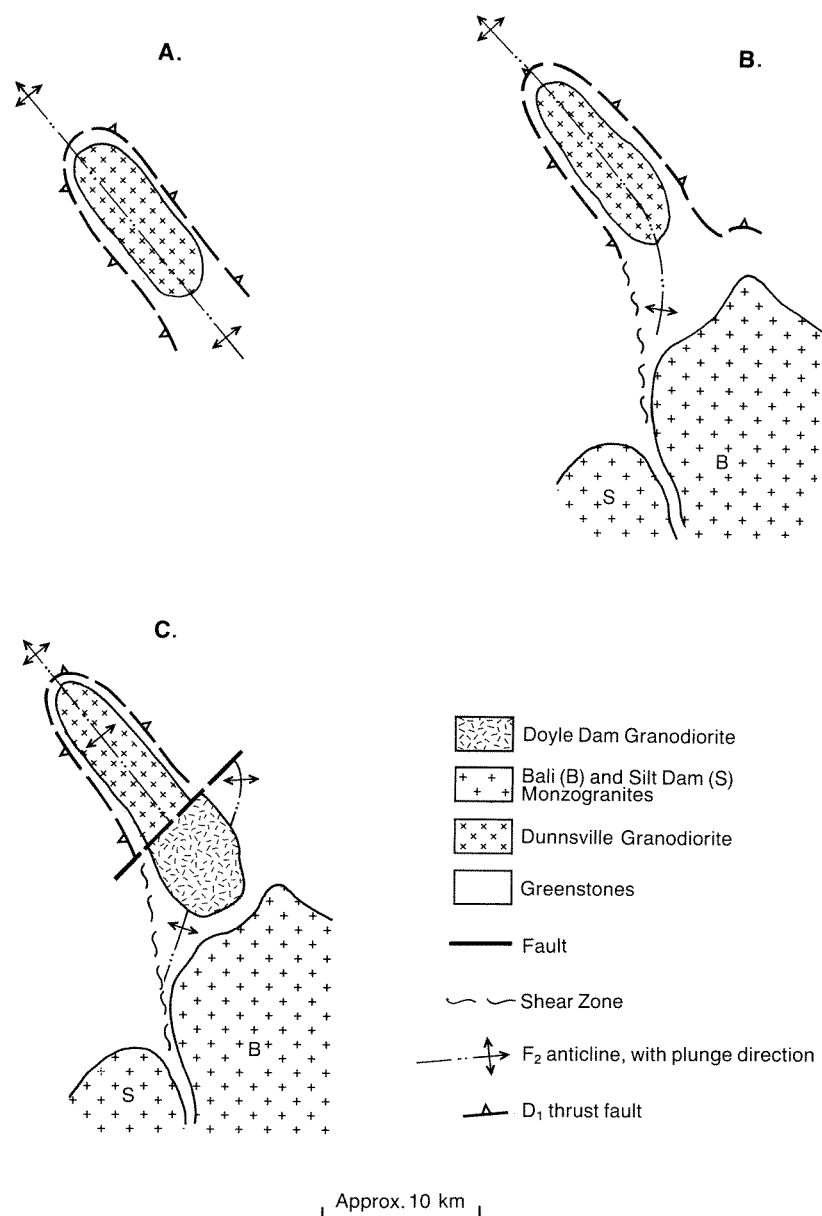 A.
B.
B
S
C.
B
S
Doyle Dam Granodiorite
Bali (B) and Silt Dam (S)
Monzogranites
Dunnsville Granodiorite
Greenstones
Fault
Shear Zone
F₂ anticline, with plunge direction
D₁ thrust fault
Approx. 10 km